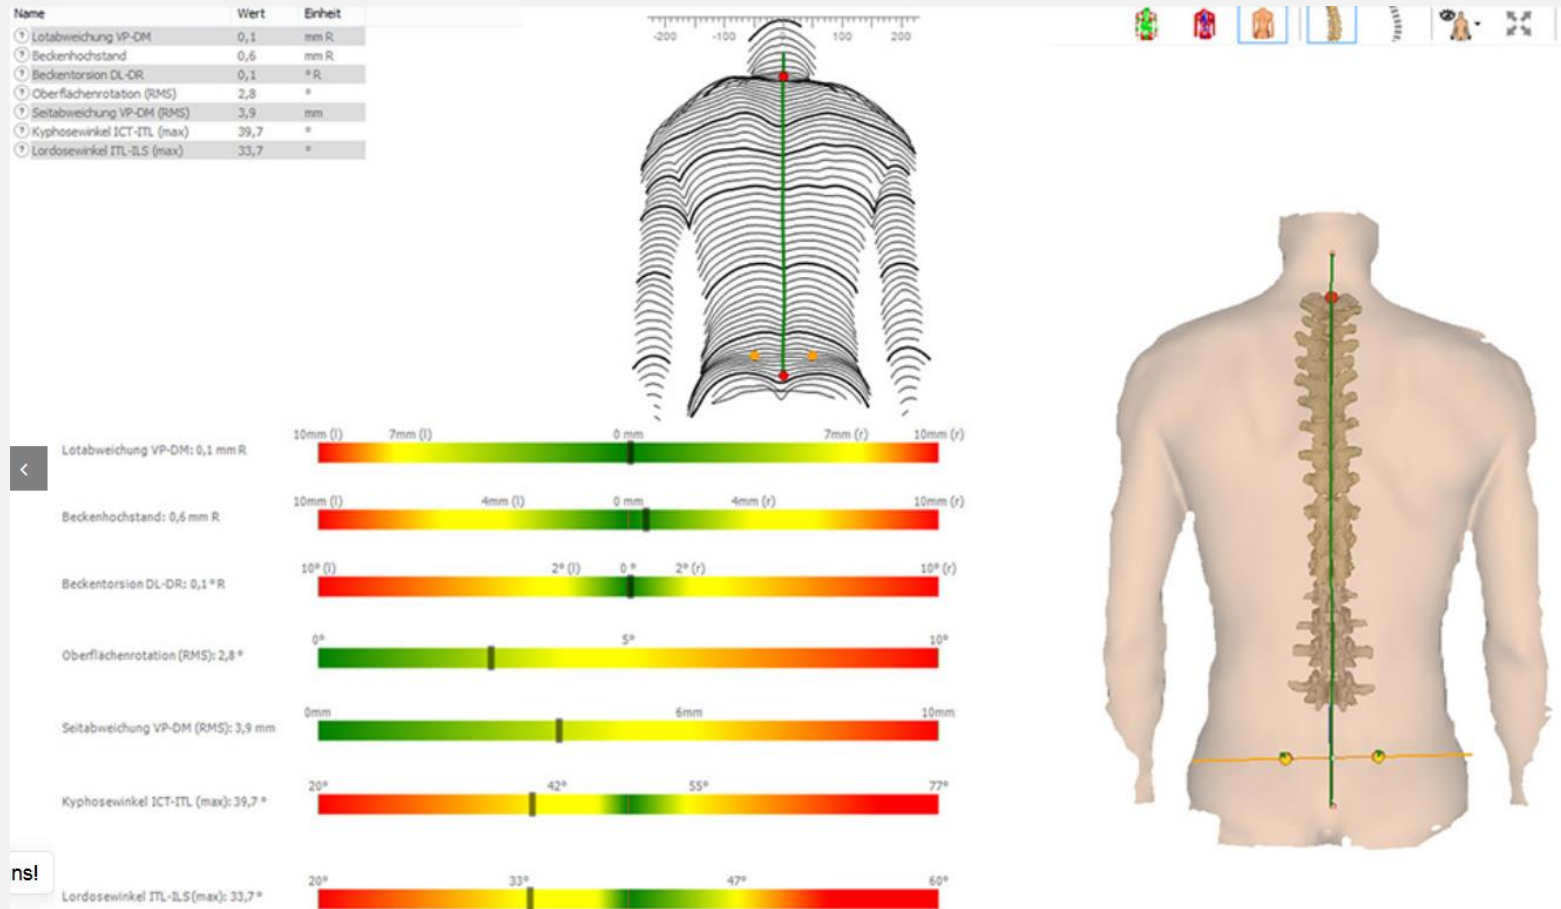 Name Wert Einheit
Lotabweichung VP-DM 0,1 mm R
Beckenhochstand 0,6 mm R
Beckentorsion DL-DR 0,1 ° R
Oberflächenrotation (RMS) 2,8 °
Seitabweichung VP-DM (RMS) 3,9 mm
Kyphosewinkel ICT-ITL (max) 39,7 °
Lordosewinkel ITL-ILS (max) 33,7 °
-200 -100 0 100 200
10mm (l) 7mm (l) 0 mm 7mm (r) 10mm (r)
Lotabweichung VP-DM: 0,1 mm R
10mm (l) 4mm (l) 0 mm 4mm (r) 10mm (r)
Beckenhochstand: 0,6 mm R
10° (l) 2° (l) 0 ° 2° (r) 10° (r)
Beckentorsion DL-DR: 0,1 ° R
0° 5° 10°
Oberflächenrotation (RMS): 2,8 °
0mm 6mm 10mm
Seitabweichung VP-DM (RMS): 3,9 mm
20° 42° 55° 77°
Kyphosewinkel ICT-ITL (max): 39,7 °
ns!
20° 33° 47° 60°
Lordosewinkel ITL-ILS(max): 33,7 °